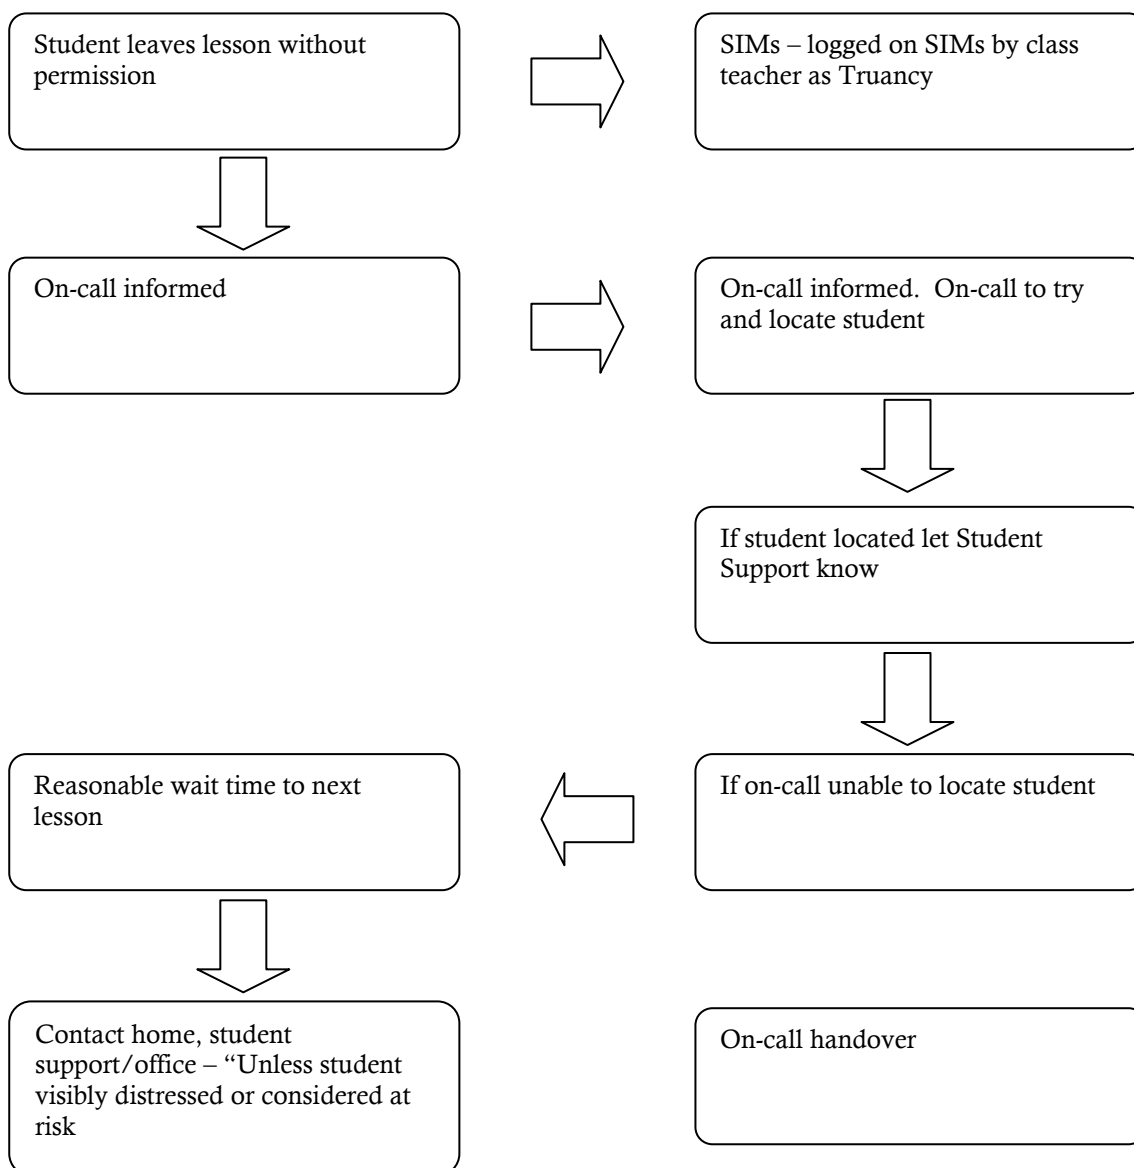 Student leaves lesson without
permission
SIMs – logged on SIMs by class
teacher as Truancy
On-call informed
On-call informed.  On-call to try
and locate student
If student located let Student
Support know
Reasonable wait time to next
lesson
If on-call unable to locate student
Contact home, student
support/office – “Unless student
visibly distressed or considered at
risk
On-call handover